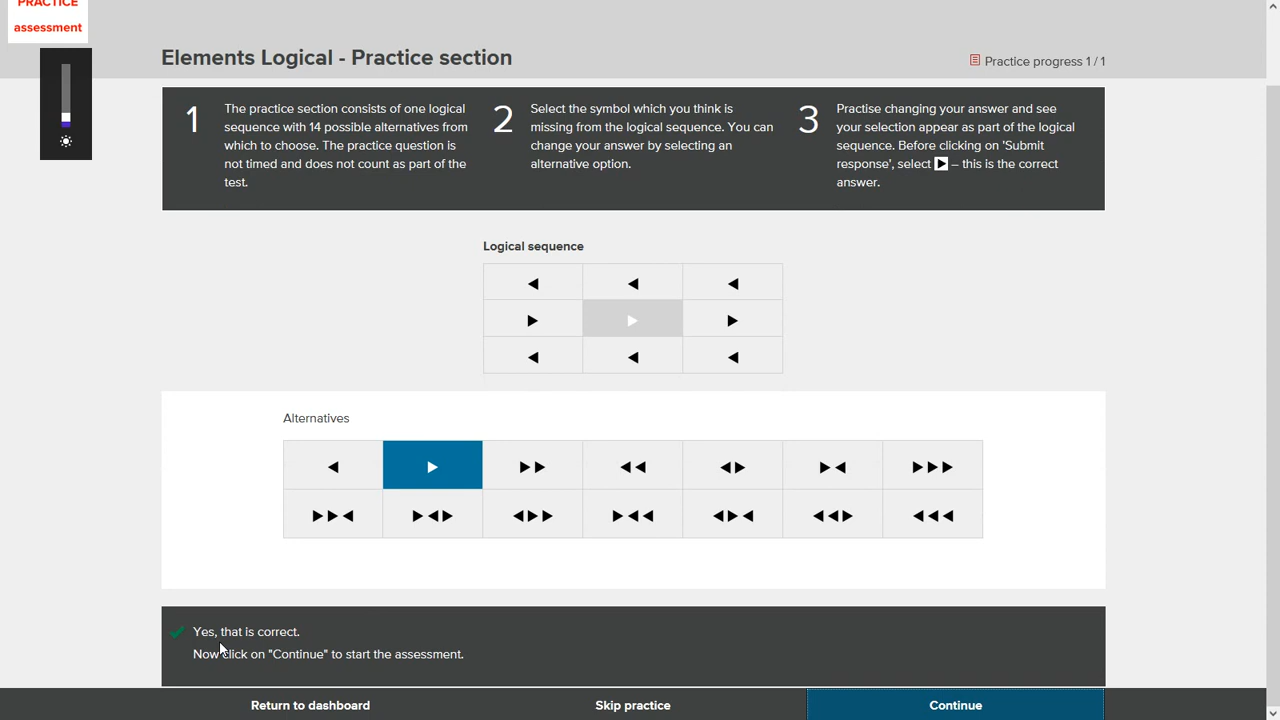 PRACTICE
assessment
Elements Logical - Practice section
Practice progress 1 / 1
1
The practice section consists of one logical
sequence with 14 possible alternatives from
which to choose. The practice question is
not timed and does not count as part of the
test.
2
Select the symbol which you think is
missing from the logical sequence. You can
change your answer by selecting an
alternative option.
3
Practise changing your answer and see
your selection appear as part of the logical
sequence. Before clicking on 'Submit
response', select ▶ – this is the correct
answer.
Logical sequence
Alternatives
Yes, that is correct.
Now click on "Continue" to start the assessment.
Return to dashboard
Skip practice
Continue